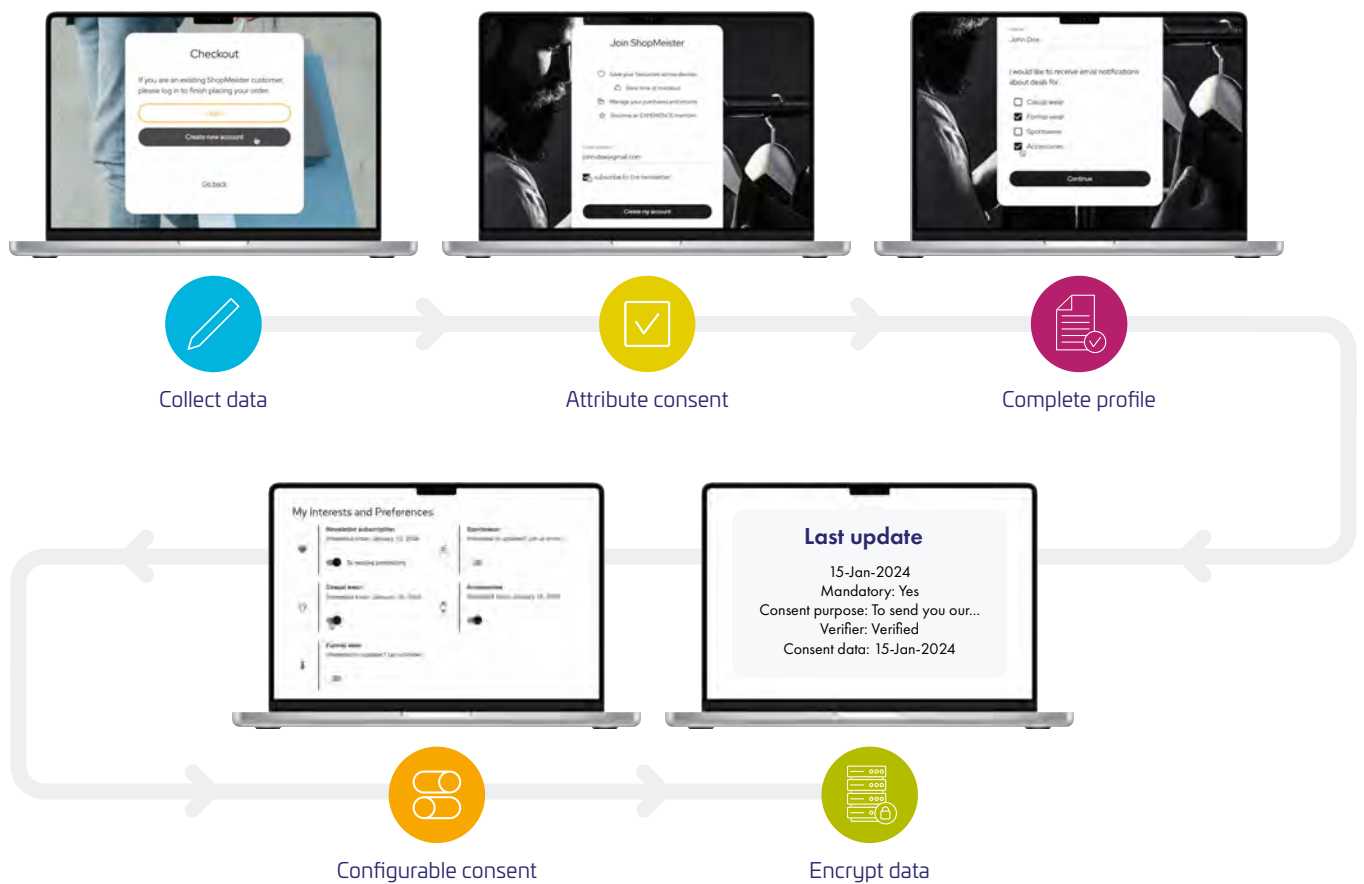 Checkout
If you are an existing ShopMeister customer,
please log in to finish placing your order.
Login
Create new account
Go back
Join ShopMeister
Save your favourites across devices
Save time at checkout
Manage your purchases and returns
Become an EXPERIENCE member
john.doe@gmail.com
subscribe to the newsletter
Create my account
John Doe
I would like to receive email notifications
about deals for...
Casual wear
Formal wear
Sportswear
Accessories
Continue
Collect data
Attribute consent
Complete profile
My Interests and Preferences
Newsletter subscription
To receive promotions
Sportswear
Casual wear
Accessories
Formal wear
Last update
15-Jan-2024
Mandatory: Yes
Consent purpose: To send you our...
Verifier: Verified
Consent data: 15-Jan-2024
Configurable consent
Encrypt data